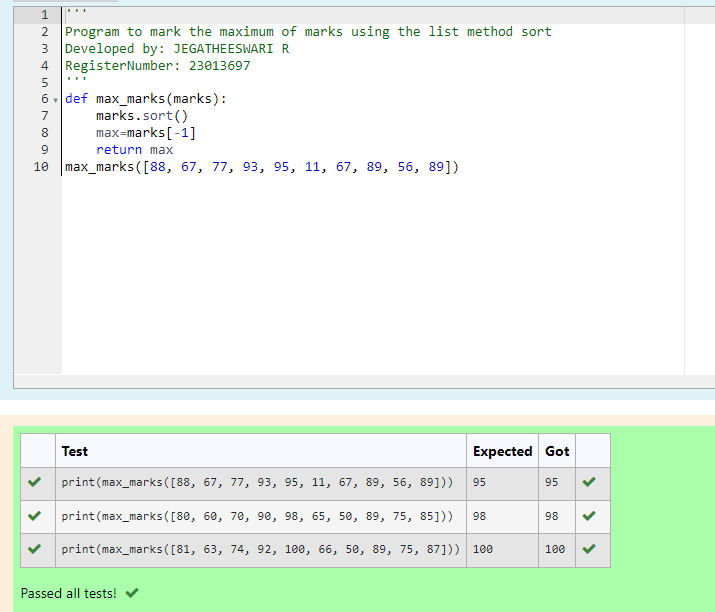 1 '''
2 Program to mark the maximum of marks using the list method sort
3 Developed by: JEGATHEESWARI R
4 RegisterNumber: 23013697
5 '''
6 def max_marks(marks):
7     marks.sort()
8     max=marks[-1]
9     return max
10 max_marks([88, 67, 77, 93, 95, 11, 67, 89, 56, 89])
Test Expected Got
print(max_marks([88, 67, 77, 93, 95, 11, 67, 89, 56, 89])) 95 95
print(max_marks([80, 60, 70, 90, 98, 65, 50, 89, 75, 85])) 98 98
print(max_marks([81, 63, 74, 92, 100, 66, 50, 89, 75, 87])) 100 100
Passed all tests!